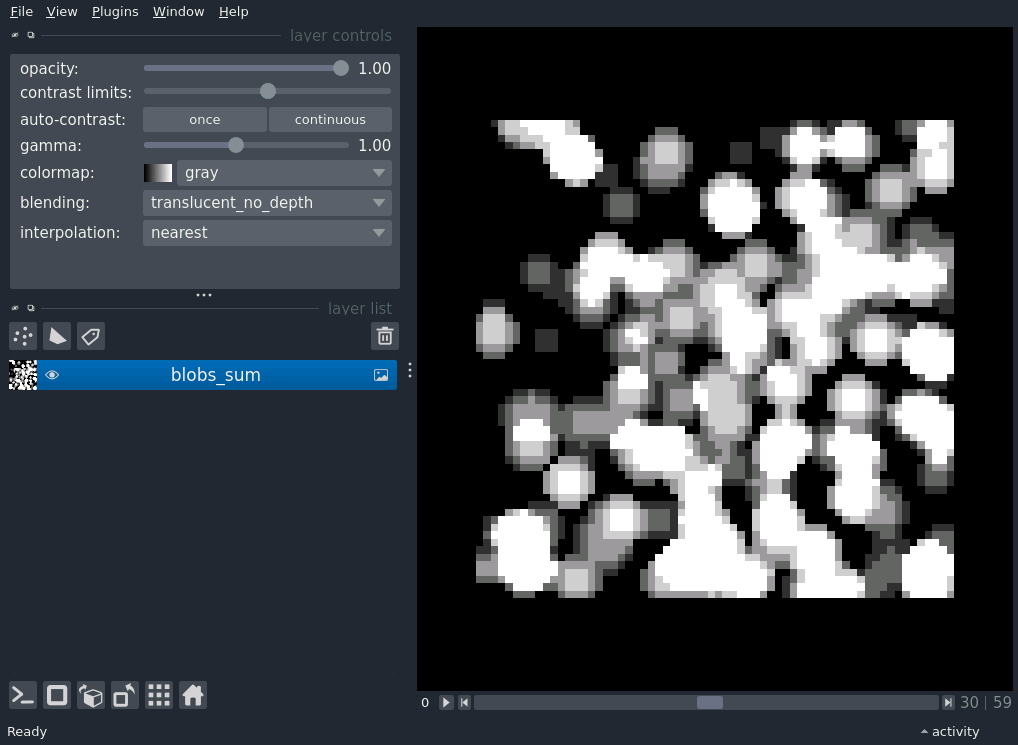 File View Plugins Window Help
layer controls
opacity: 1.00
contrast limits:
auto-contrast: once continuous
gamma: 1.00
colormap: gray
blending: translucent_no_depth
interpolation: nearest
layer list
blobs_sum
0 30 | 59
Ready activity